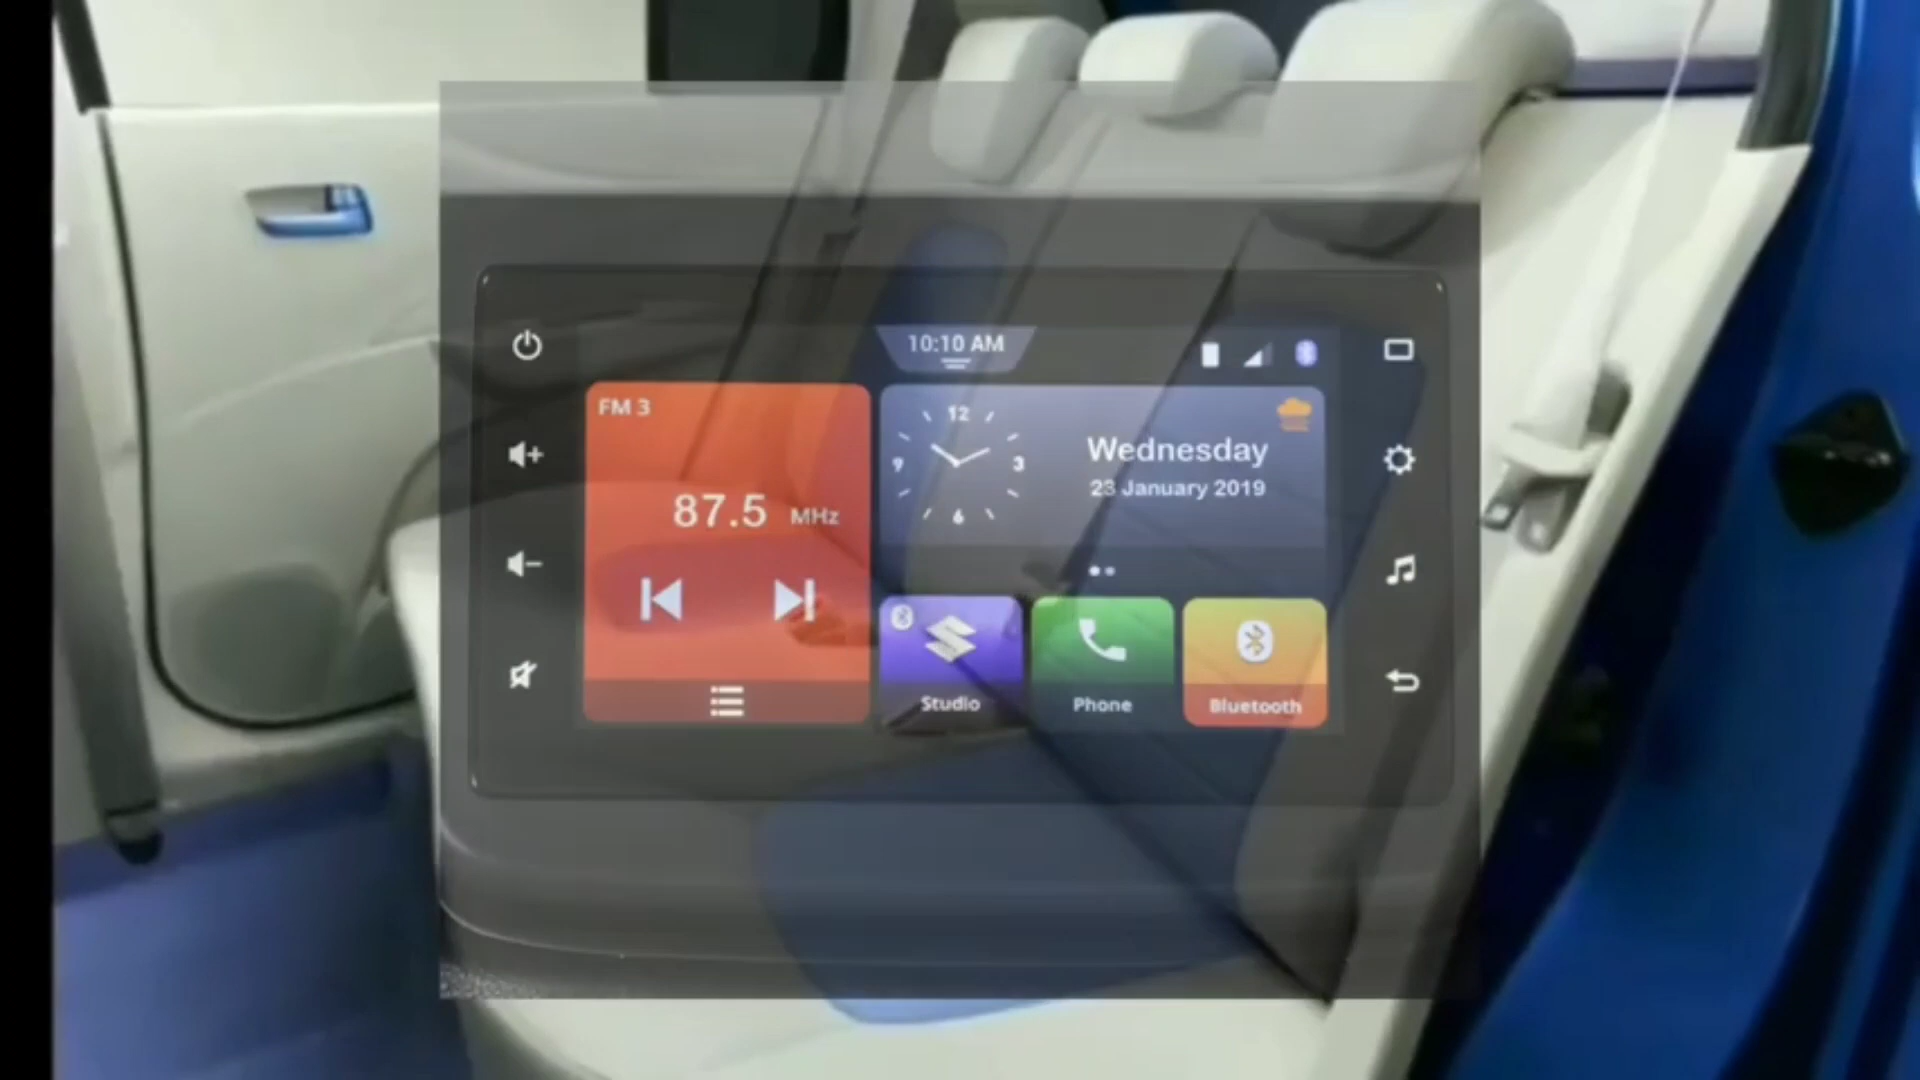 10:10 AM
FM 3
87.5 MHz
12
9
3
6
Wednesday
23 January 2019
Studio
Phone
Bluetooth